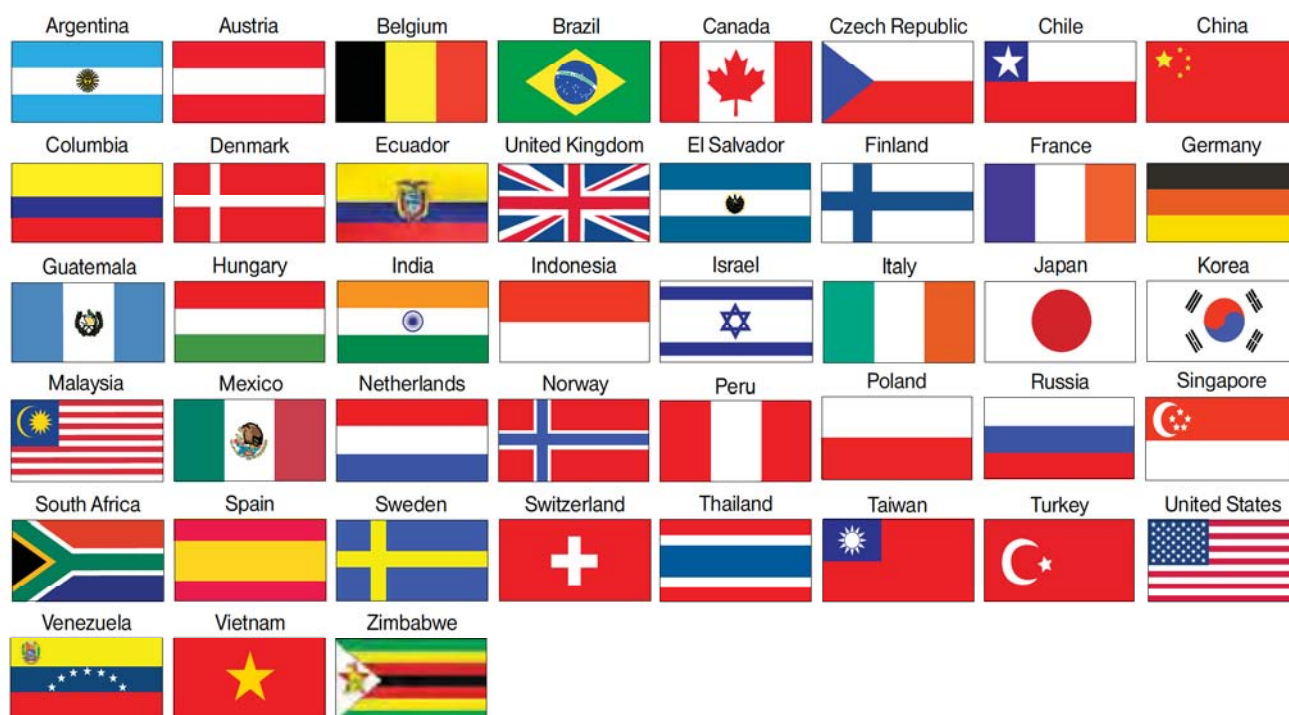 Argentina Austria Belgium Brazil Canada Czech Republic Chile China
Columbia Denmark Ecuador United Kingdom El Salvador Finland France Germany
Guatemala Hungary India Indonesia Israel Italy Japan Korea
Malaysia Mexico Netherlands Norway Peru Poland Russia Singapore
South Africa Spain Sweden Switzerland Thailand Taiwan Turkey United States
Venezuela Vietnam Zimbabwe